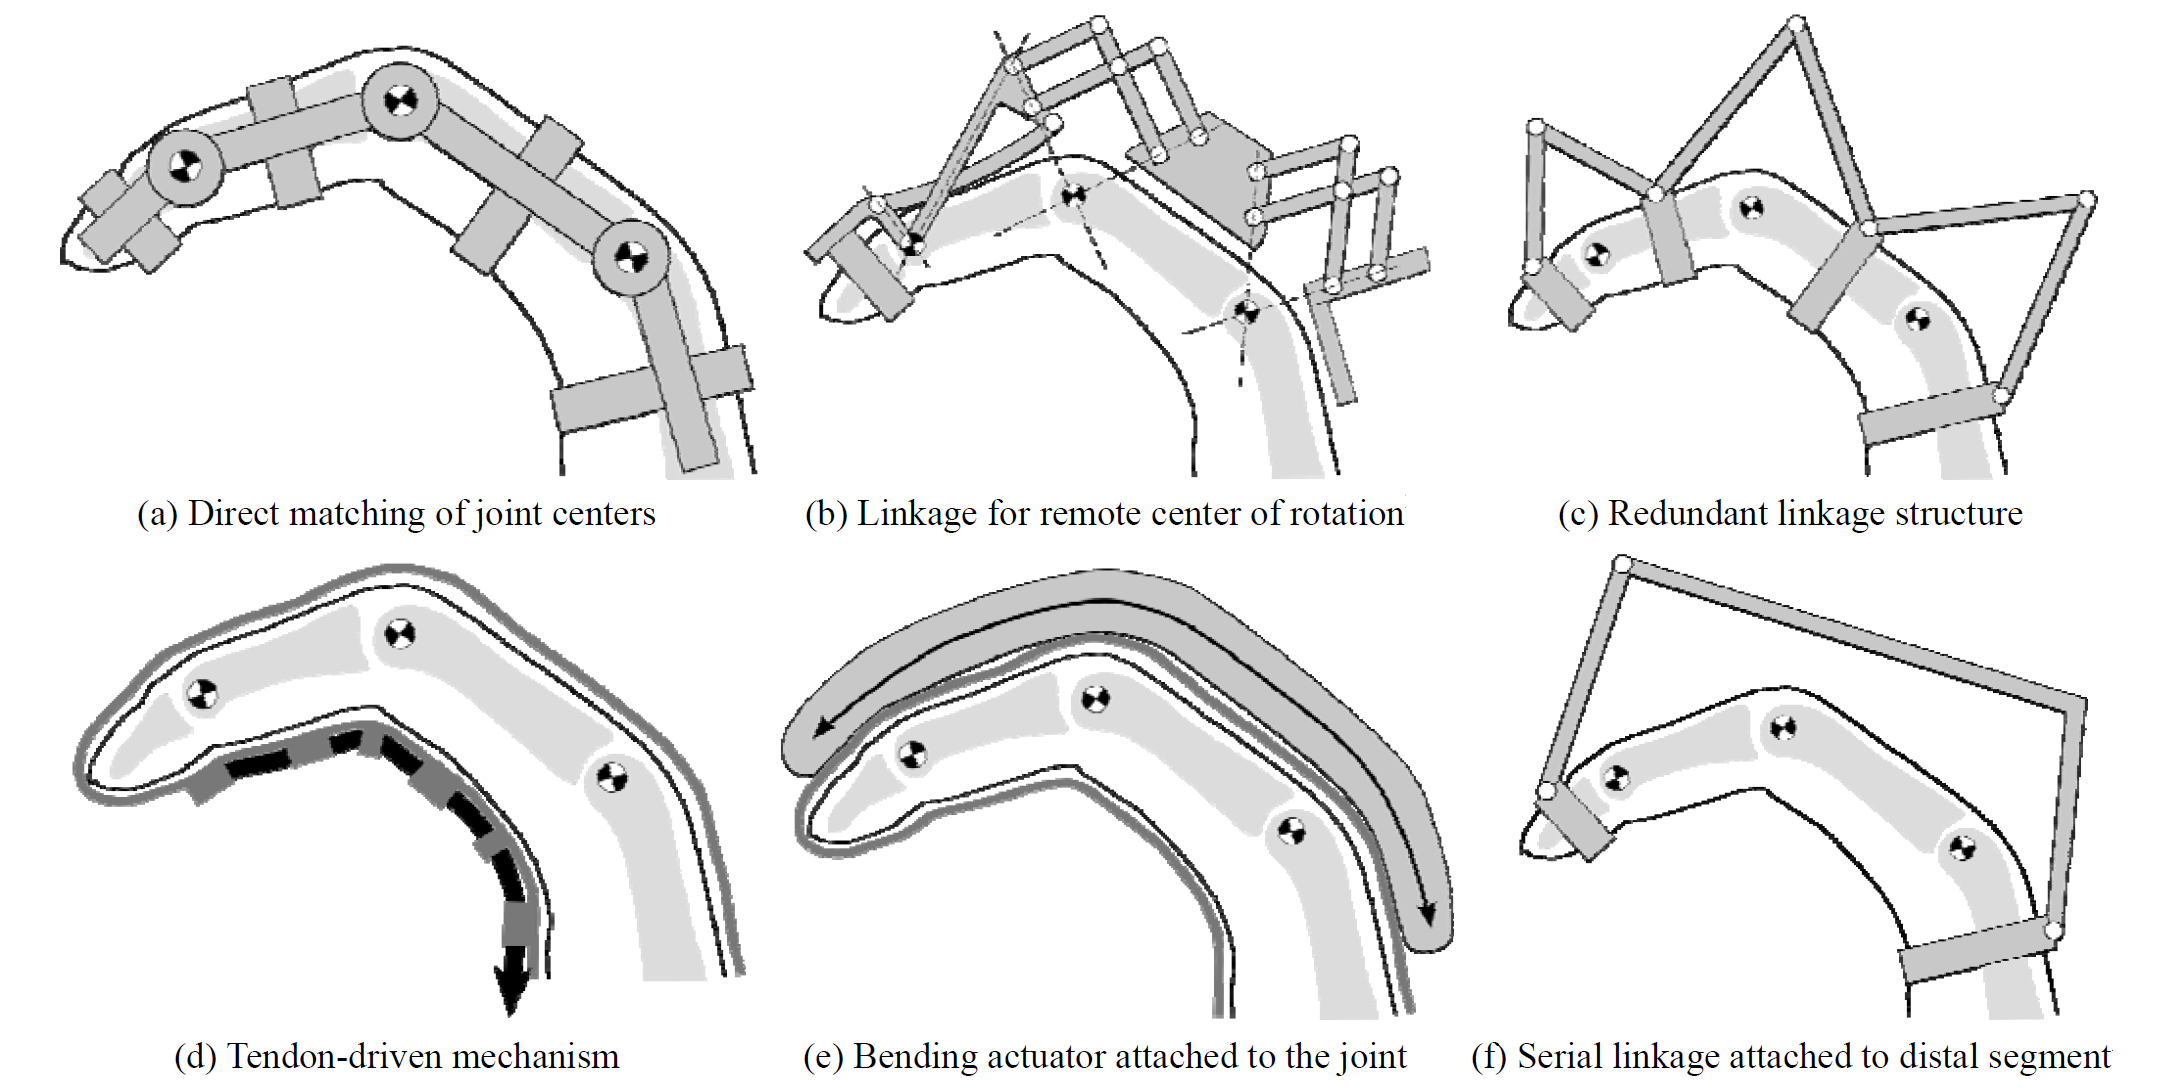 (a) Direct matching of joint centers
(b) Linkage for remote center of rotation
(c) Redundant linkage structure
(d) Tendon-driven mechanism
(e) Bending actuator attached to the joint
(f) Serial linkage attached to distal segment